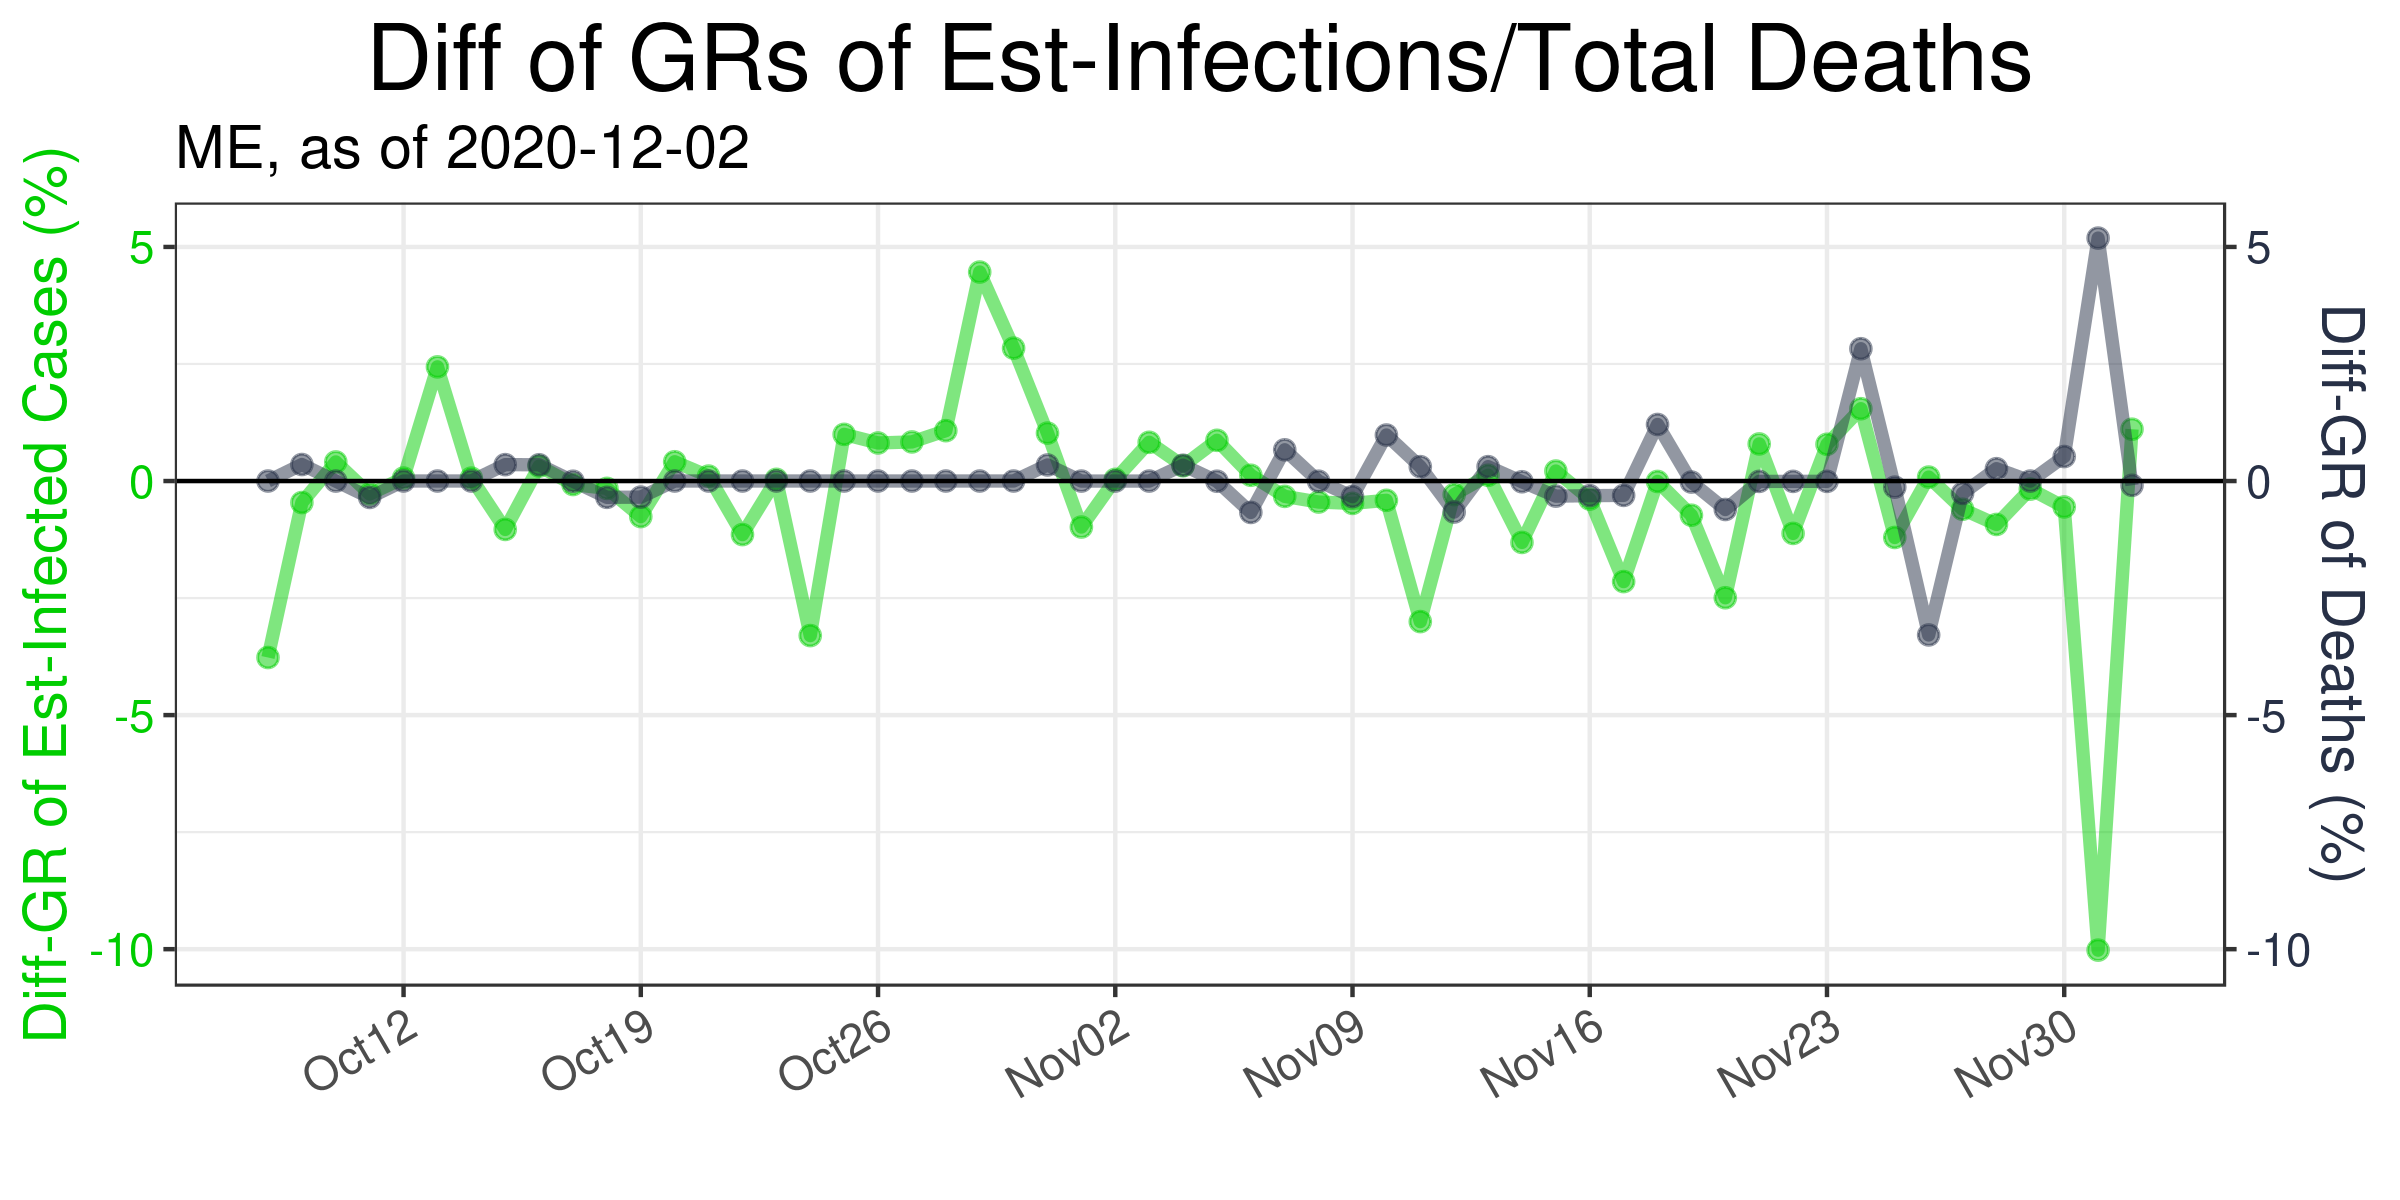 Diff of GRs of Est-Infections/Total Deaths
ME, as of 2020-12-02
Diff-GR of Est-Infected Cases (%)
5
0
-5
-10
5
0
-5
-10
Diff-GR of Deaths (%)
Oct12
Oct19
Oct26
Nov02
Nov09
Nov16
Nov23
Nov30